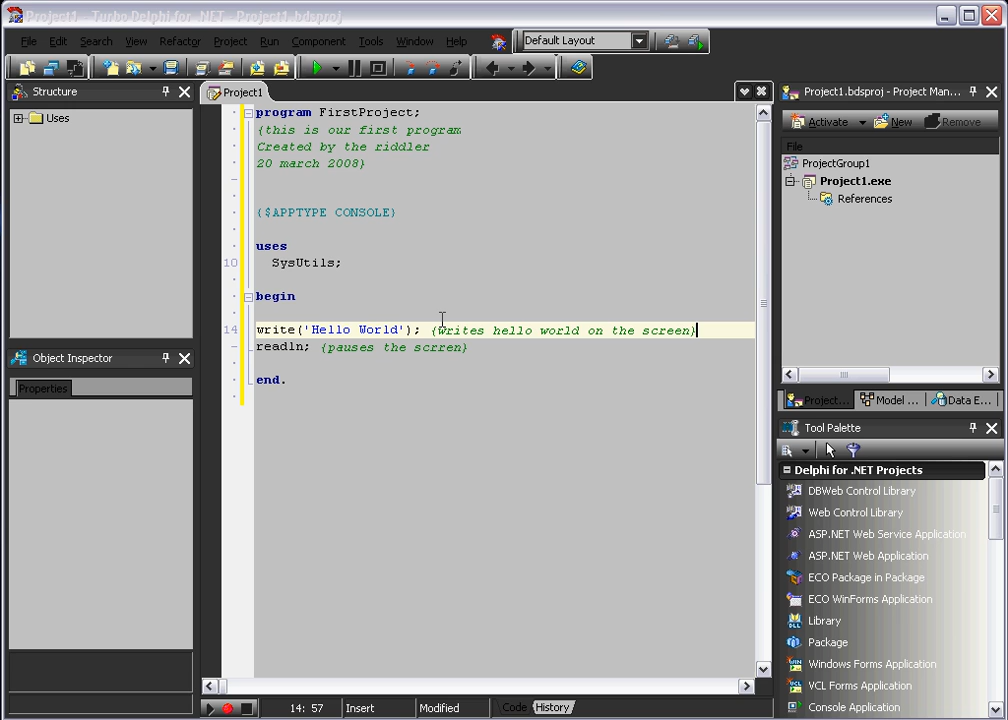 Project1 - Turbo Delphi for .NET - Project1.bdsproj
File Edit Search View Refactor Project Run Component Tools Window Help
Default Layout
Structure
Project1
Project1.bdsproj - Project Man...
Uses
Activate New Remove
File
ProjectGroup1
Project1.exe
References
program FirstProject;
{this is our first program
Created by the riddler
20 march 2008}
{$APPTYPE CONSOLE}
uses
10 SysUtils;
begin
14 write('Hello World'); {Writes hello world on the screen}
readln; {pauses the scrren}
end.
Object Inspector
Properties
Project... Model ... Data E...
Tool Palette
Delphi for .NET Projects
DBWeb Control Library
Web Control Library
ASP.NET Web Service Application
ASP.NET Web Application
ECO Package in Package
ECO WinForms Application
Library
Package
Windows Forms Application
VCL Forms Application
Console Application
14: 57 Insert Modified Code History